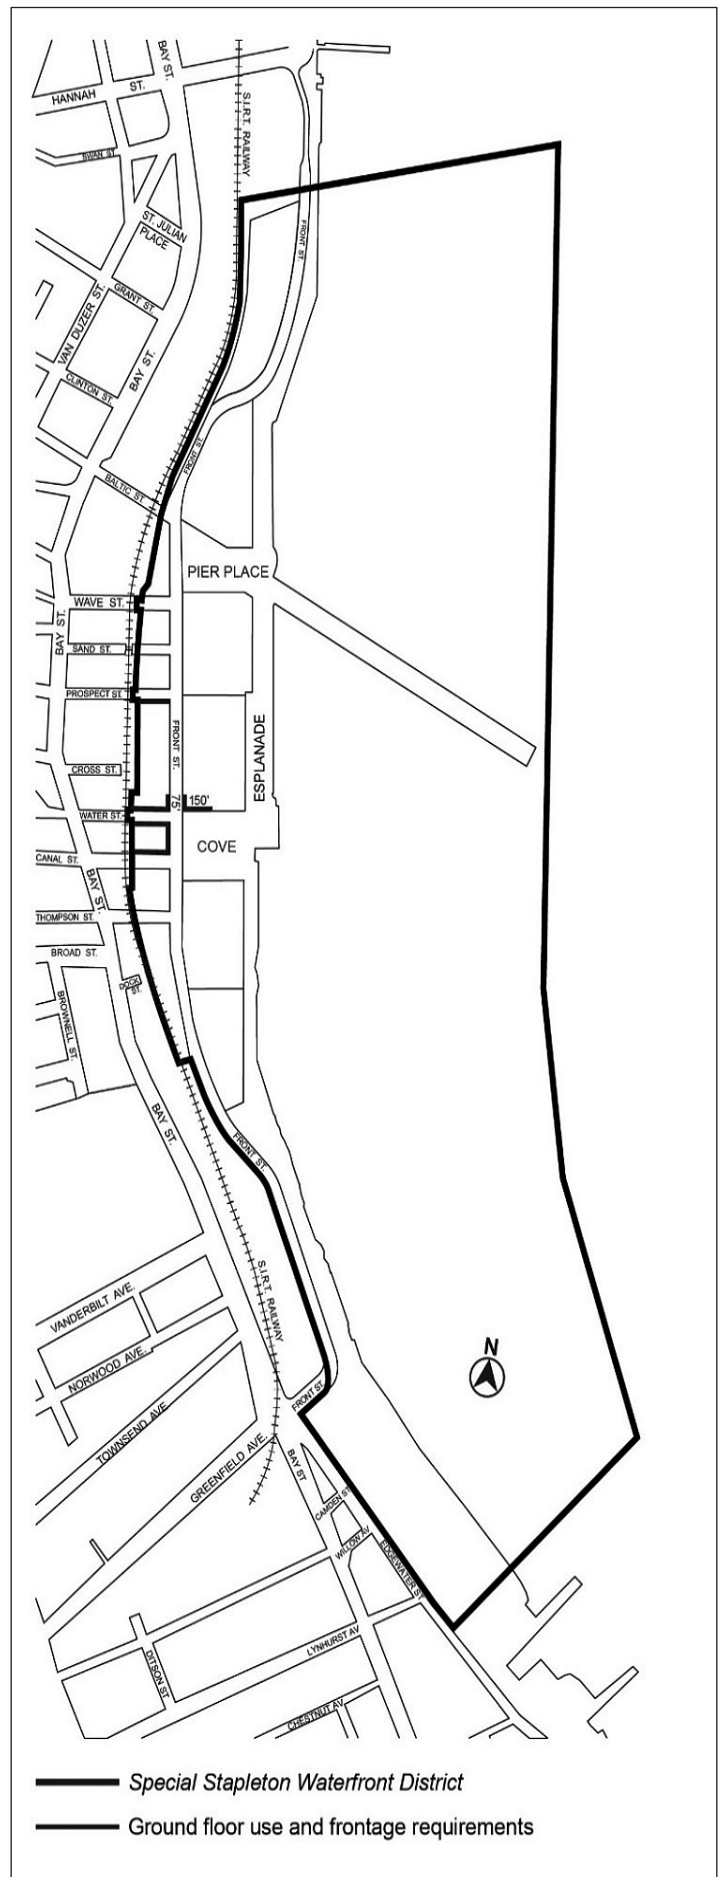 BAY ST.
HANNAH ST.
S.I.R.T. RAILWAY
SWAN ST.
ST. JULIAN
PLACE
FRONT ST.
GRANT ST.
VAN DUZER ST.
BAY ST.
CLINTON ST.
FRONT ST.
BALTIC ST.
PIER PLACE
WAVE ST.
BAY ST.
SAND ST.
PROSPECT ST.
FRONT ST.
ESPLANADE
CROSS ST.
75'
150'
WATER ST.
COVE
CANAL ST.
BAY ST.
THOMPSON ST.
BROAD ST.
DOCK
ST.
BROWNELL ST.
BAY ST.
FRONT ST.
S.I.R.T. RAILWAY
VANDERBILT AVE.
N
NORWOOD AVE.
FRONT ST.
TOWNSEND AVE.
GREENFIELD AVE.
BAY ST
CAMDEN ST
WILLOW AV
EDGEWATER ST
LYNHURST AV
DITSON ST
CHESTNUT AV
Special Stapleton Waterfront District
Ground floor use and frontage requirements